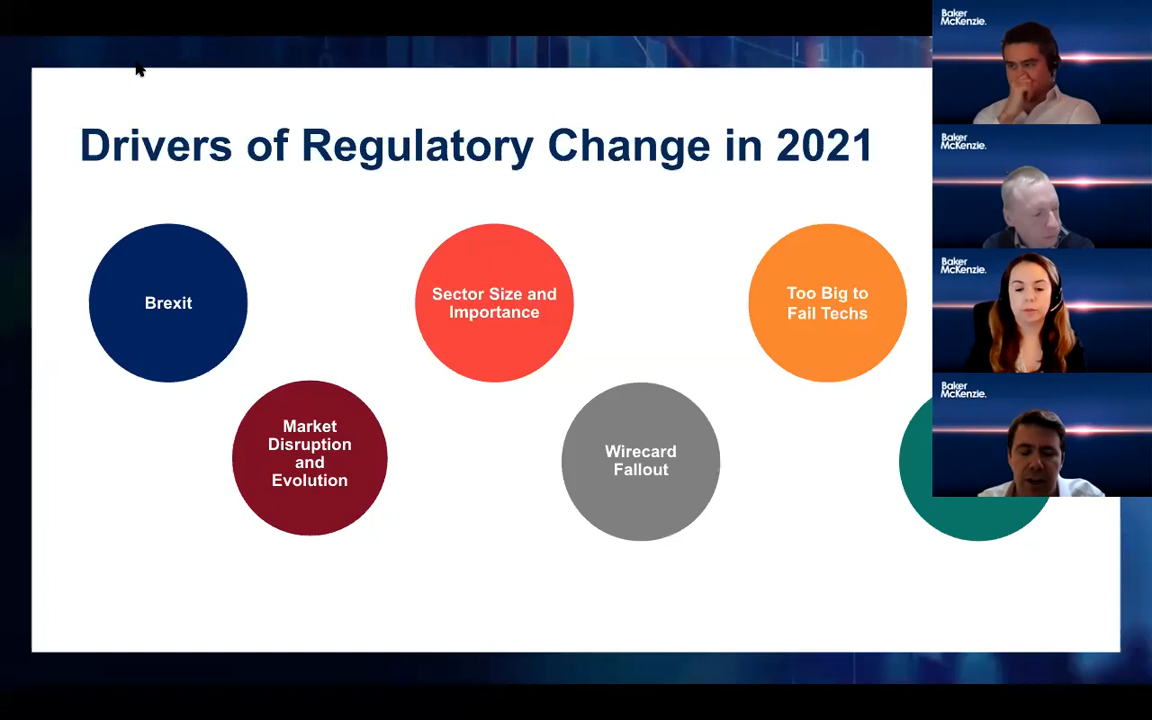 Drivers of Regulatory Change in 2021
Brexit
Sector Size and
Importance
Too Big to
Fail Techs
Market
Disruption
and
Evolution
Wirecard
Fallout
Baker
McKenzie.
Baker
McKenzie.
Baker
McKenzie.
Baker
McKenzie.